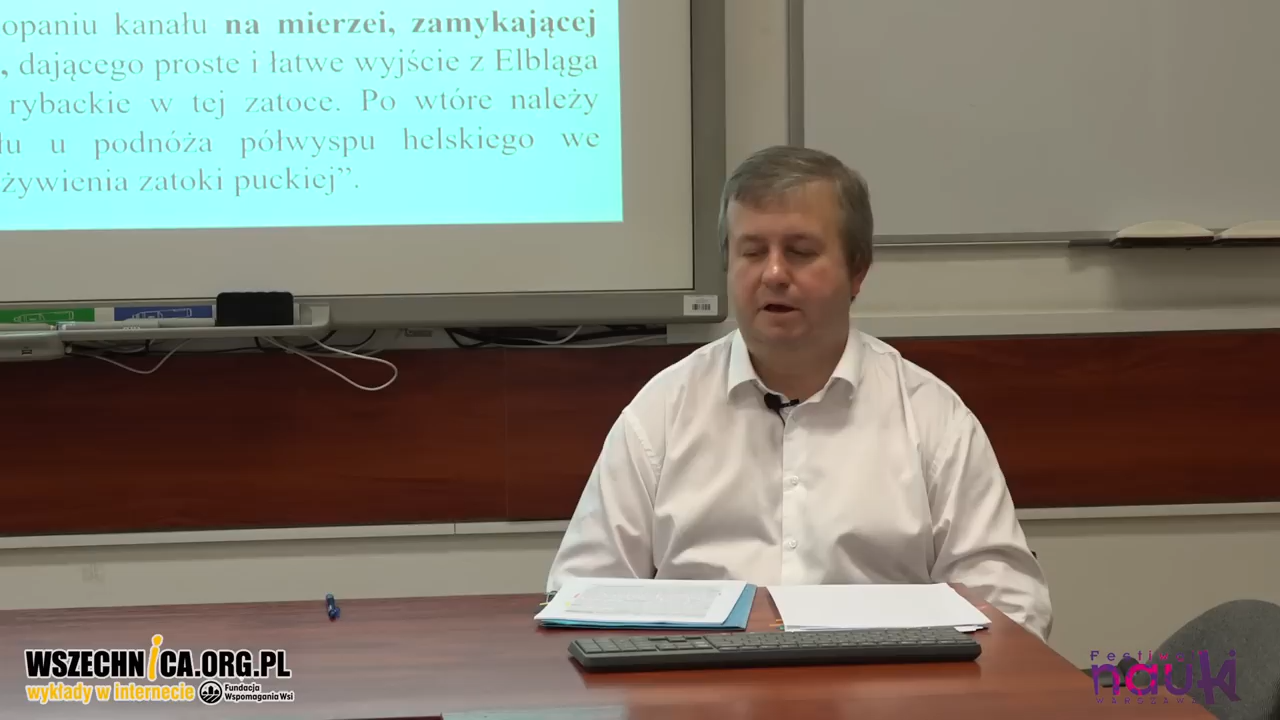 opaniu kanału na mierzei, zamykającej
, dającego proste i łatwe wyjście z Elbląga
rybackie w tej zatoce. Po wtóre należy
łu u podnóża półwyspu helskiego we
żywienia zatoki puckiej”.
WSZECHNICA.ORG.PL
wykłady w internecie
Fundacja
Wspomagania Wsi
Festiwal
nauki
WARSZAWA